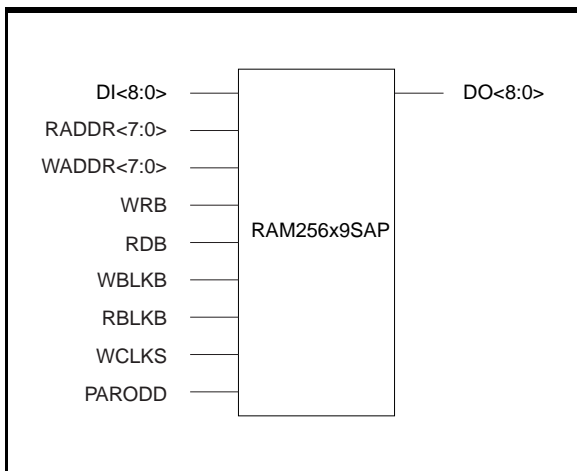 DI<8:0>
DO<8:0>
RADDR<7:0>
WADDR<7:0>
WRB
RAM256x9SAP
RDB
WBLKB
RBLKB
WCLKS
PARODD